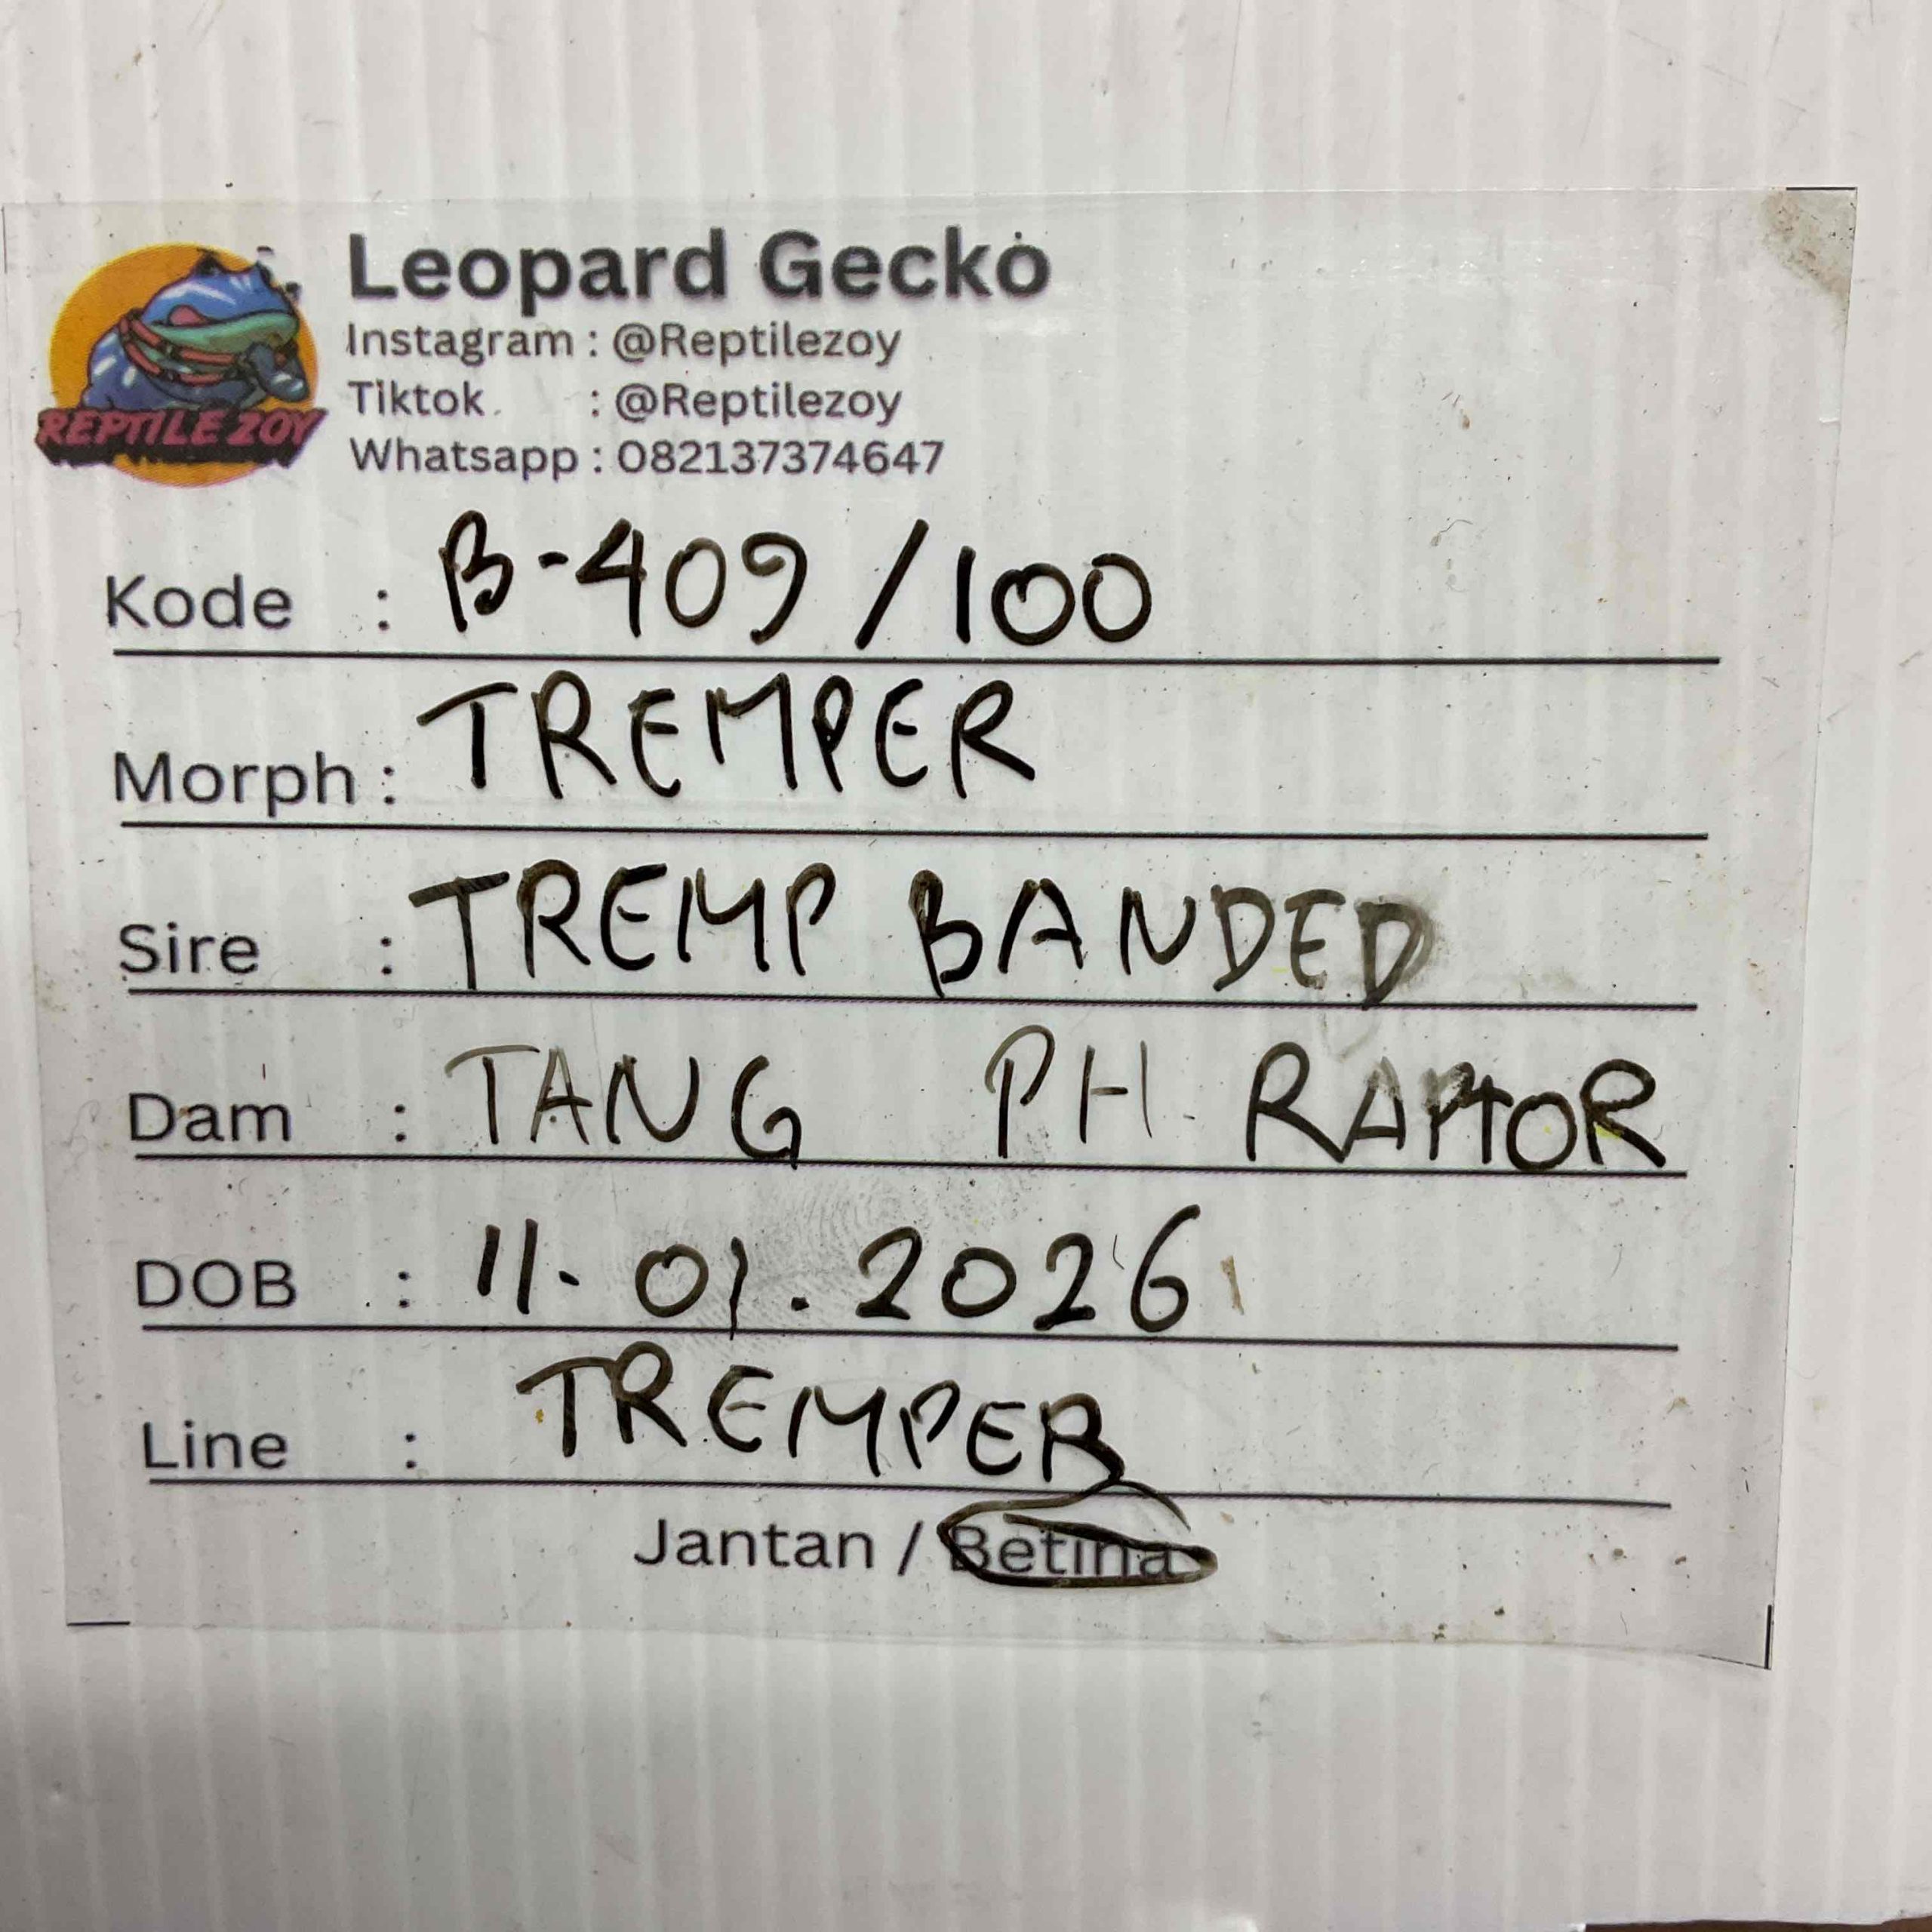 Leopard Gecko
Instagram : @Reptilezoy
Tiktok : @Reptilezoy
Whatsapp : 082137374647
REPTILE ZOY
Kode : B-409/100
Morph : TREMPER
Sire : TREMP BANDED
Dam : TANG PH RAPTOR
DOB : 11.01.2026
Line : TREMPER
Jantan / Betina